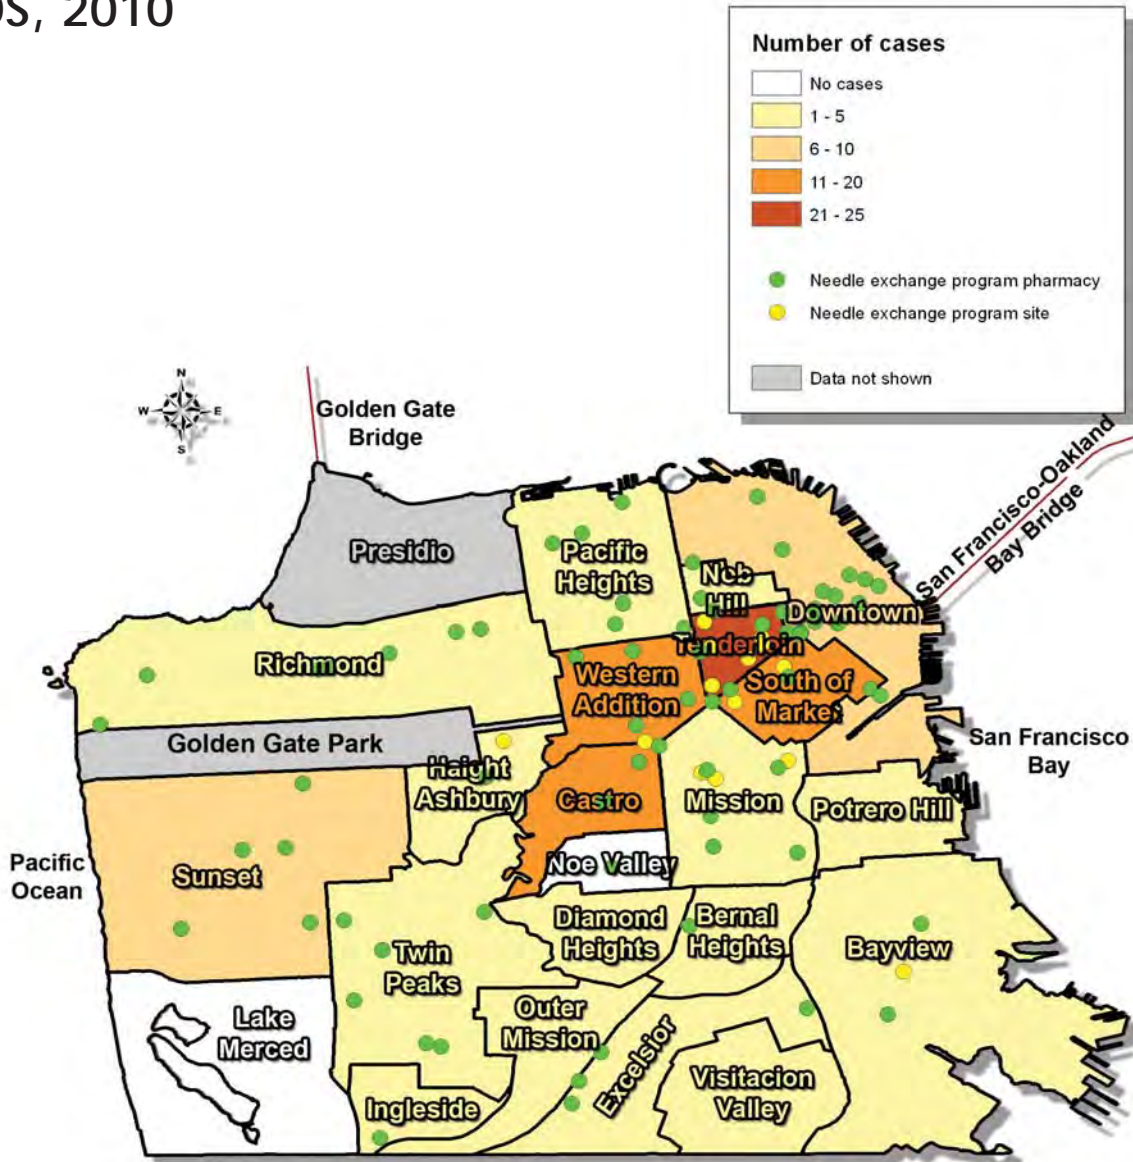 OS, 2010
Number of cases
No cases
1 - 5
6 - 10
11 - 20
21 - 25
Needle exchange program pharmacy
Needle exchange program site
Data not shown
N
W
E
S
Golden Gate
Bridge
San Francisco-Oakland
Bay Bridge
Presidio
Pacific
Heights
Nob
Hill
Downtown
Tenderloin
Richmond
Western
Addition
South of
Market
Golden Gate Park
San Francisco
Bay
Haight
Ashbury
Castro
Mission
Potrero Hill
Pacific
Ocean
Sunset
Noe Valley
Diamond
Heights
Bernal
Heights
Bayview
Twin
Peaks
Lake
Merced
Outer
Mission
Excelsior
Visitacion
Valley
Ingleside